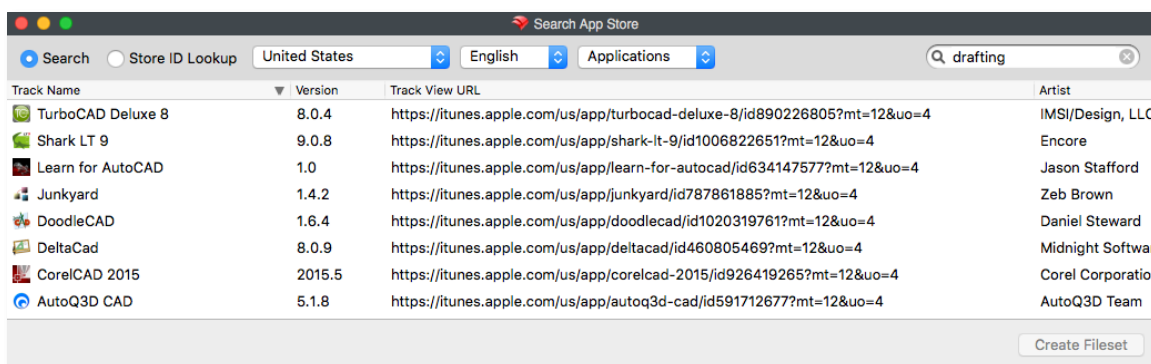 Search App Store
Search Store ID Lookup United States English Applications drafting
Track Name Version Track View URL Artist
TurboCAD Deluxe 8 8.0.4 https://itunes.apple.com/us/app/turbocad-deluxe-8/id890226805?mt=12&uo=4 IMSI/Design, LLC
Shark LT 9 9.0.8 https://itunes.apple.com/us/app/shark-lt-9/id1006822651?mt=12&uo=4 Encore
Learn for AutoCAD 1.0 https://itunes.apple.com/us/app/learn-for-autocad/id634147577?mt=12&uo=4 Jason Stafford
Junkyard 1.4.2 https://itunes.apple.com/us/app/junkyard/id787861885?mt=12&uo=4 Zeb Brown
DoodleCAD 1.6.4 https://itunes.apple.com/us/app/doodlecad/id1020319761?mt=12&uo=4 Daniel Steward
DeltaCad 8.0.9 https://itunes.apple.com/us/app/deltacad/id460805469?mt=12&uo=4 Midnight Softwa
CorelCAD 2015 2015.5 https://itunes.apple.com/us/app/corelcad-2015/id926419265?mt=12&uo=4 Corel Corporatio
AutoQ3D CAD 5.1.8 https://itunes.apple.com/us/app/autoq3d-cad/id591712677?mt=12&uo=4 AutoQ3D Team
Create Fileset